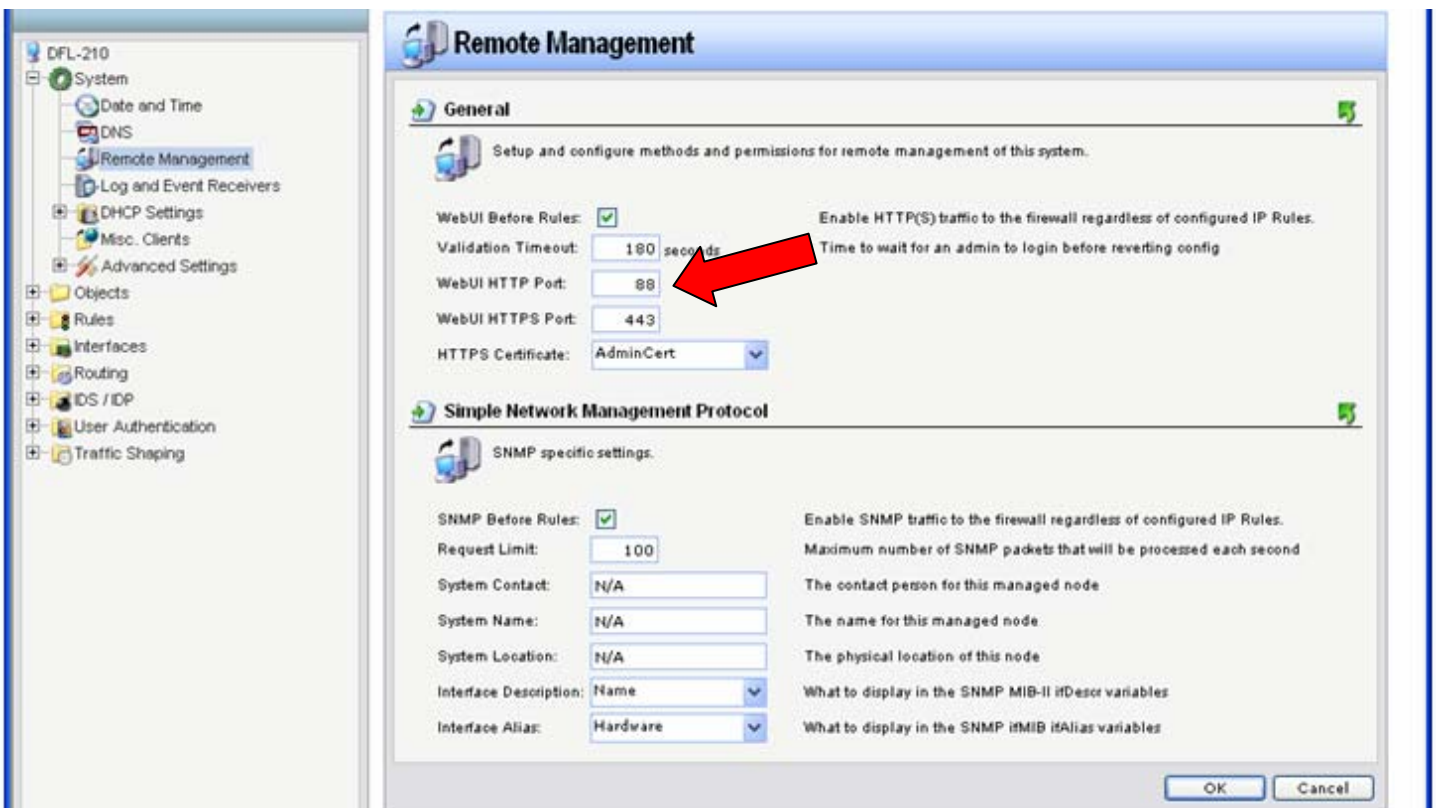 DFL-210
System
Date and Time
DNS
Remote Management
Log and Event Receivers
DHCP Settings
Misc. Clients
Advanced Settings
Objects
Rules
Interfaces
Routing
IDS / IDP
User Authentication
Traffic Shaping
Remote Management
General
Setup and configure methods and permissions for remote management of this system.
WebUI Before Rules: Enable HTTP(S) traffic to the firewall regardless of configured IP Rules.
Validation Timeout: 180 seconds Time to wait for an admin to login before reverting config
WebUI HTTP Port: 88
WebUI HTTPS Port: 443
HTTPS Certificate: AdminCert
Simple Network Management Protocol
SNMP specific settings.
SNMP Before Rules: Enable SNMP traffic to the firewall regardless of configured IP Rules.
Request Limit: 100 Maximum number of SNMP packets that will be processed each second
System Contact: N/A The contact person for this managed node
System Name: N/A The name for this managed node
System Location: N/A The physical location of this node
Interface Description: Name What to display in the SNMP MIB-II ifDescr variables
Interface Alias: Hardware What to display in the SNMP ifMIB ifAlias variables
OK Cancel